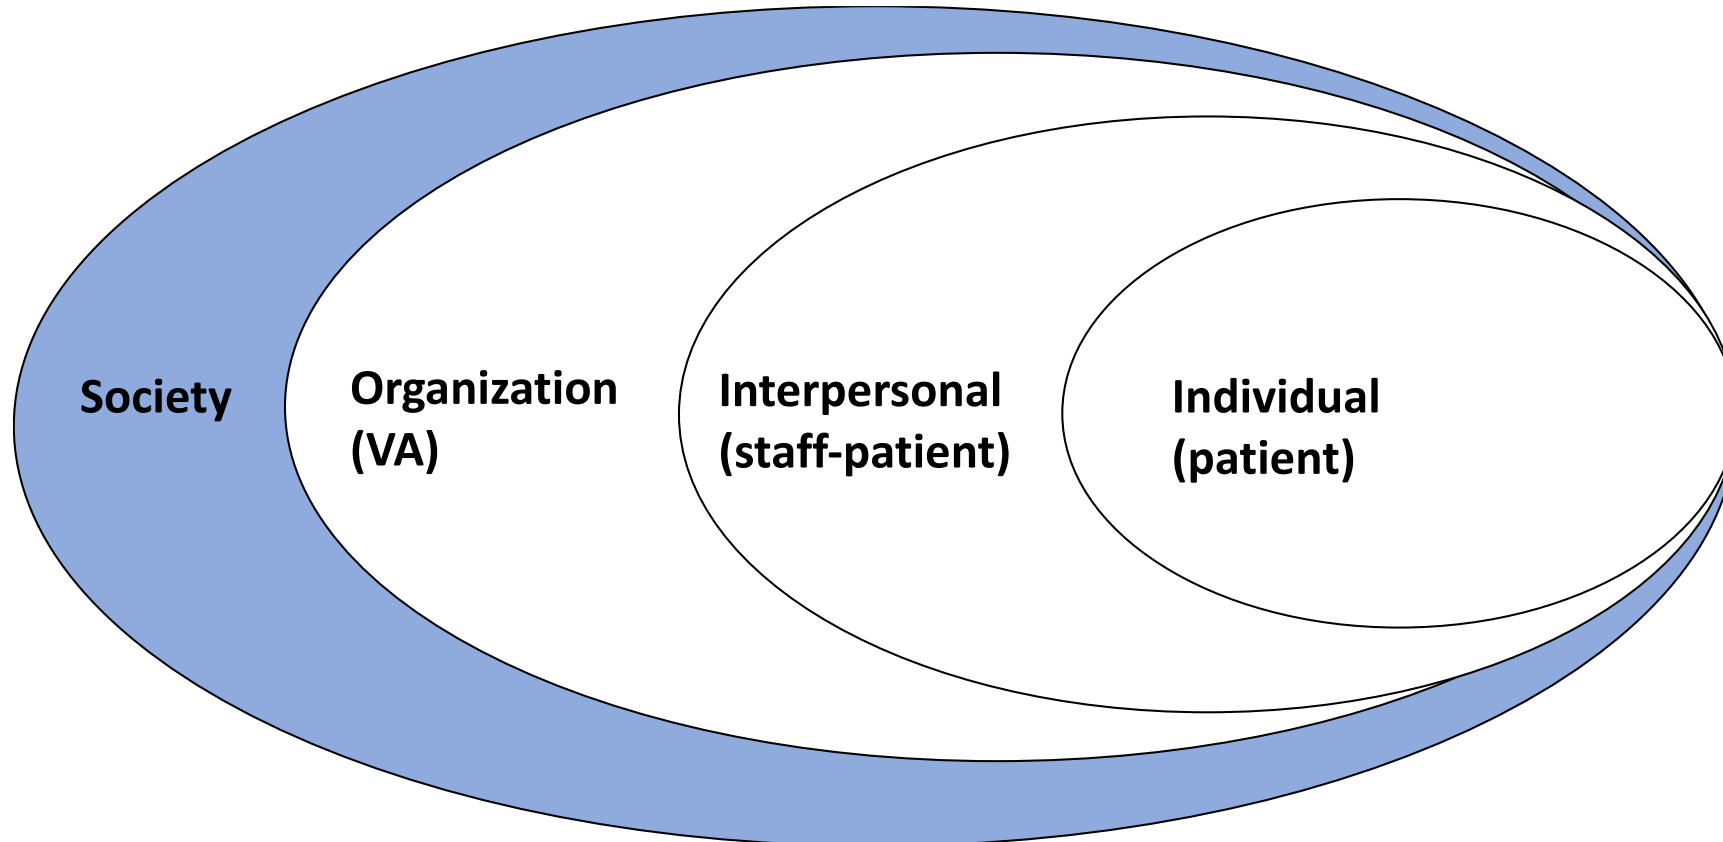 Society
Organization
(VA)
Interpersonal
(staff-patient)
Individual
(patient)